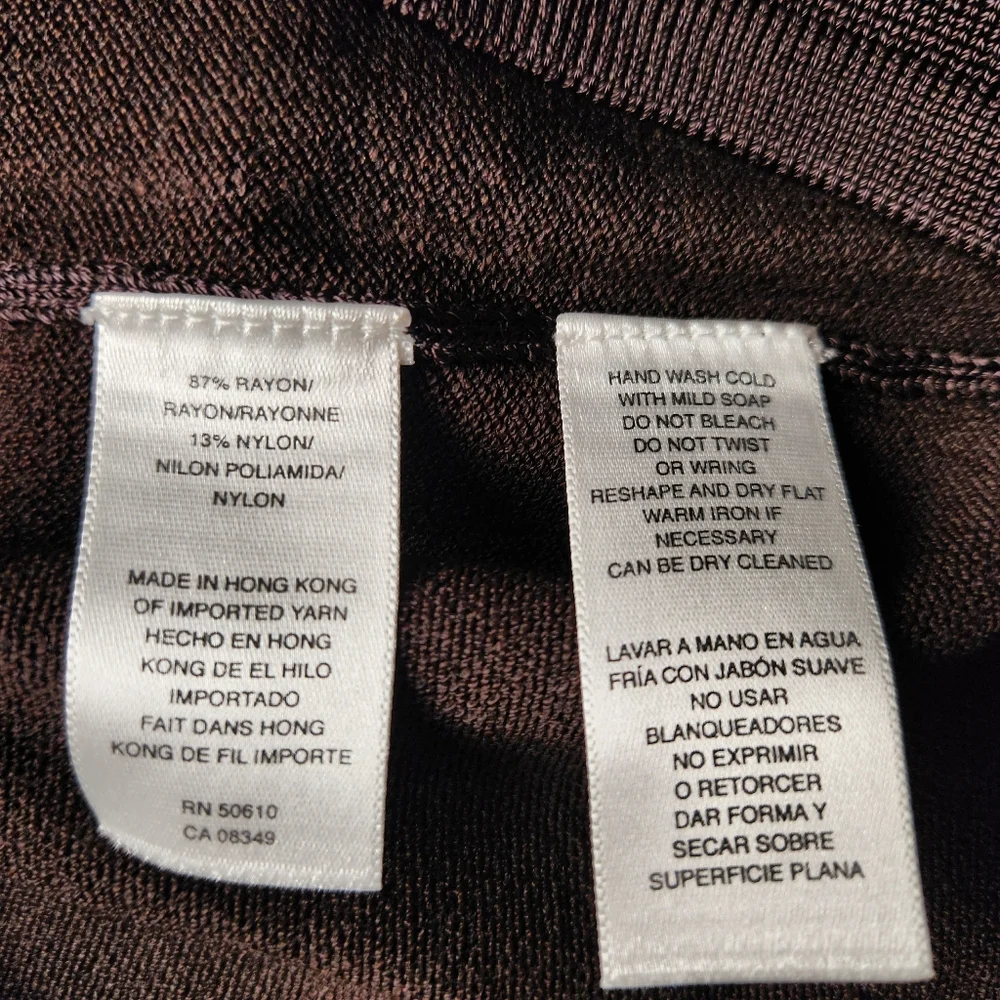 87% RAYON/
RAYON/RAYONNE
13% NYLON/
NILON POLIAMIDA/
NYLON
MADE IN HONG KONG
OF IMPORTED YARN
HECHO EN HONG
KONG DE EL HILO
IMPORTADO
FAIT DANS HONG
KONG DE FIL IMPORTE
RN 50610
CA 08349
HAND WASH COLD
WITH MILD SOAP
DO NOT BLEACH
DO NOT TWIST
OR WRING
RESHAPE AND DRY FLAT
WARM IRON IF
NECESSARY
CAN BE DRY CLEANED
LAVAR A MANO EN AGUA
FRÍA CON JABÓN SUAVE
NO USAR
BLANQUEADORES
NO EXPRIMIR
O RETORCER
DAR FORMA Y
SECAR SOBRE
SUPERFICIE PLANA